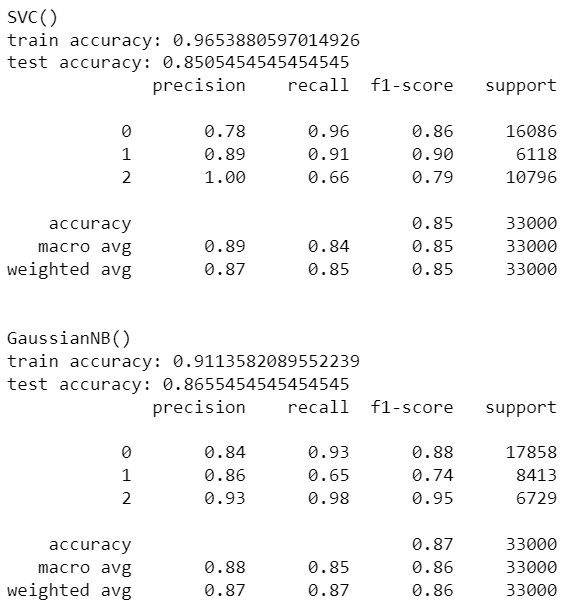 SVC()
train accuracy: 0.9653880597014926
test accuracy: 0.8505454545454545
precision recall f1-score support
0 0.78 0.96 0.86 16086
1 0.89 0.91 0.90 6118
2 1.00 0.66 0.79 10796
accuracy 0.85 33000
macro avg 0.89 0.84 0.85 33000
weighted avg 0.87 0.85 0.85 33000
GaussianNB()
train accuracy: 0.9113582089552239
test accuracy: 0.8655454545454545
precision recall f1-score support
0 0.84 0.93 0.88 17858
1 0.86 0.65 0.74 8413
2 0.93 0.98 0.95 6729
accuracy 0.87 33000
macro avg 0.88 0.85 0.86 33000
weighted avg 0.87 0.87 0.86 33000